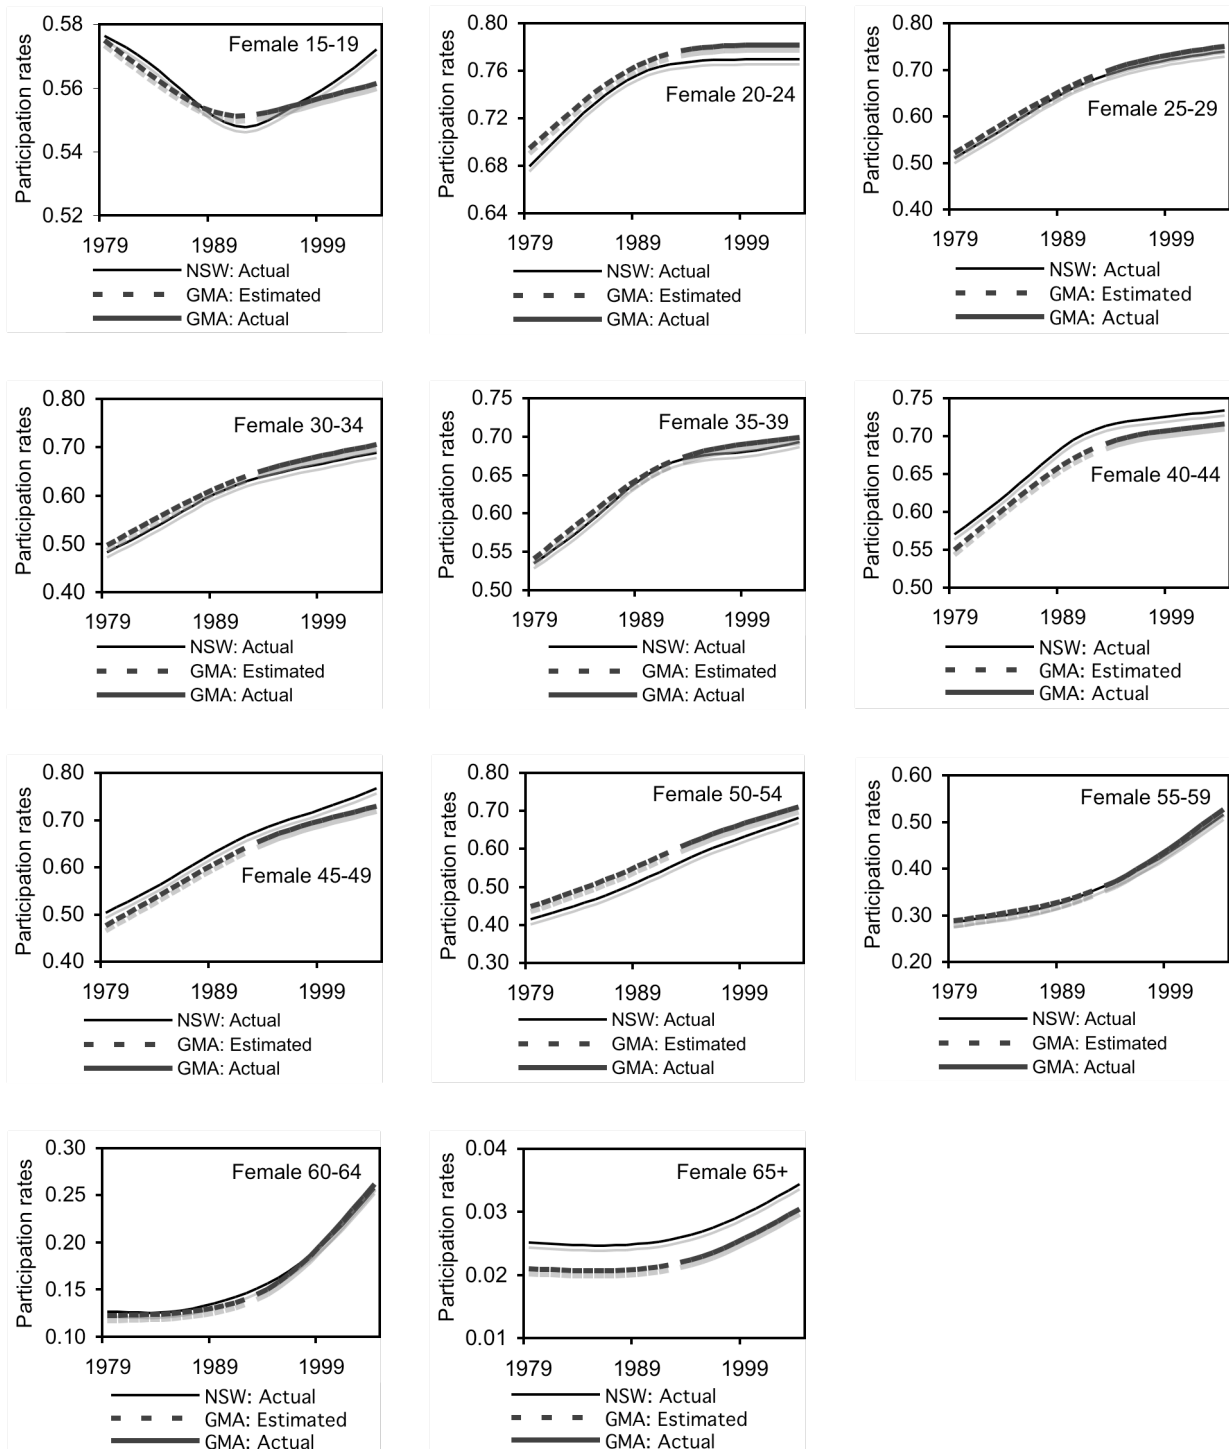 Participation rates
0.58
0.56
0.54
0.52
Female 15-19
1979 1989 1999
NSW: Actual
GMA: Estimated
GMA: Actual
Participation rates
0.80
0.76
0.72
0.68
0.64
Female 20-24
1979 1989 1999
NSW: Actual
GMA: Estimated
GMA: Actual
Participation rates
0.80
0.70
0.60
0.50
0.40
Female 25-29
1979 1989 1999
NSW: Actual
GMA: Estimated
GMA: Actual
Participation rates
0.80
0.70
0.60
0.50
0.40
Female 30-34
1979 1989 1999
NSW: Actual
GMA: Estimated
GMA: Actual
Participation rates
0.75
0.70
0.65
0.60
0.55
0.50
Female 35-39
1979 1989 1999
NSW: Actual
GMA: Estimated
GMA: Actual
Participation rates
0.75
0.70
0.65
0.60
0.55
0.50
Female 40-44
1979 1989 1999
NSW: Actual
GMA: Estimated
GMA: Actual
Participation rates
0.80
0.70
0.60
0.50
0.40
Female 45-49
1979 1989 1999
NSW: Actual
GMA: Estimated
GMA: Actual
Participation rates
0.80
0.70
0.60
0.50
0.40
0.30
Female 50-54
1979 1989 1999
NSW: Actual
GMA: Estimated
GMA: Actual
Participation rates
0.60
0.50
0.40
0.30
0.20
Female 55-59
1979 1989 1999
NSW: Actual
GMA: Estimated
GMA: Actual
Participation rates
0.30
0.25
0.20
0.15
0.10
Female 60-64
1979 1989 1999
NSW: Actual
GMA: Estimated
GMA: Actual
Participation rates
0.04
0.03
0.02
0.01
Female 65+
1979 1989 1999
NSW: Actual
GMA: Estimated
GMA: Actual